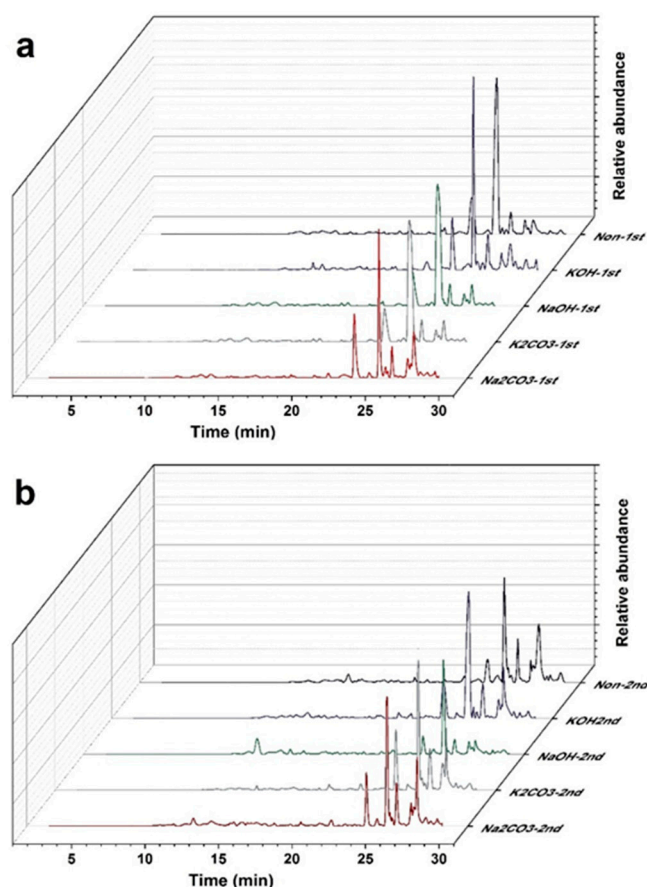 a
Relative abundance
Non-1st
KOH-1st
NaOH-1st
K2CO3-1st
Na2CO3-1st
5 10 15 20 25 30
Time (min)
b
Relative abundance
Non-2nd
KOH2nd
NaOH-2nd
K2CO3-2nd
Na2CO3-2nd
5 10 15 20 25 30
Time (min)